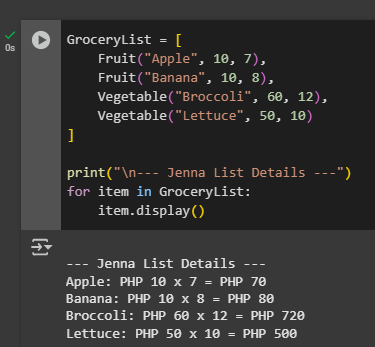 GroceryList = [
    Fruit("Apple", 10, 7),
    Fruit("Banana", 10, 8),
    Vegetable("Broccoli", 60, 12),
    Vegetable("Lettuce", 50, 10)
]
0s
print("\n--- Jenna List Details ---")
for item in GroceryList:
    item.display()
--- Jenna List Details ---
Apple: PHP 10 x 7 = PHP 70
Banana: PHP 10 x 8 = PHP 80
Broccoli: PHP 60 x 12 = PHP 720
Lettuce: PHP 50 x 10 = PHP 500